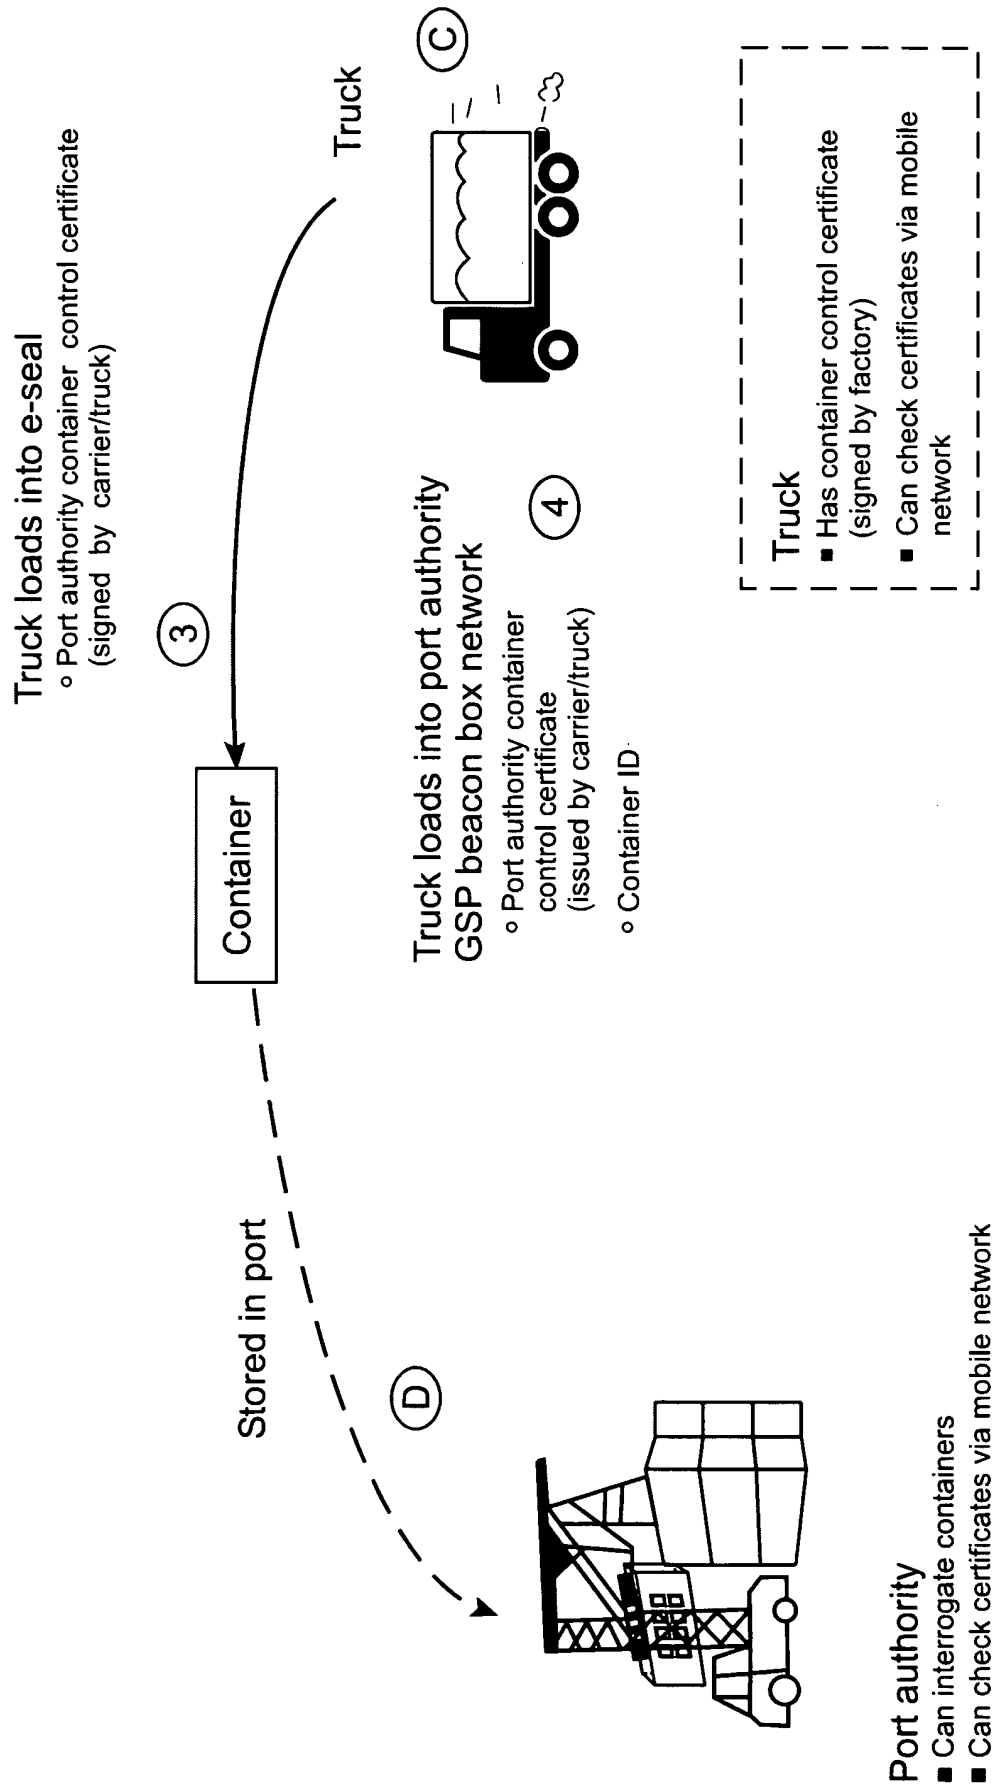 Truck loads into e-seal
Port authority container control certificate
(signed by carrier/truck)
3
Truck
C
Container
Stored in port
D
Truck loads into port authority
GSP beacon box network
4
Port authority container
control certificate
(issued by carrier/truck)
Container ID
Truck
Has container control certificate
(signed by factory)
Can check certificates via mobile
network
Port authority
Can interrogate containers
Can check certificates via mobile network